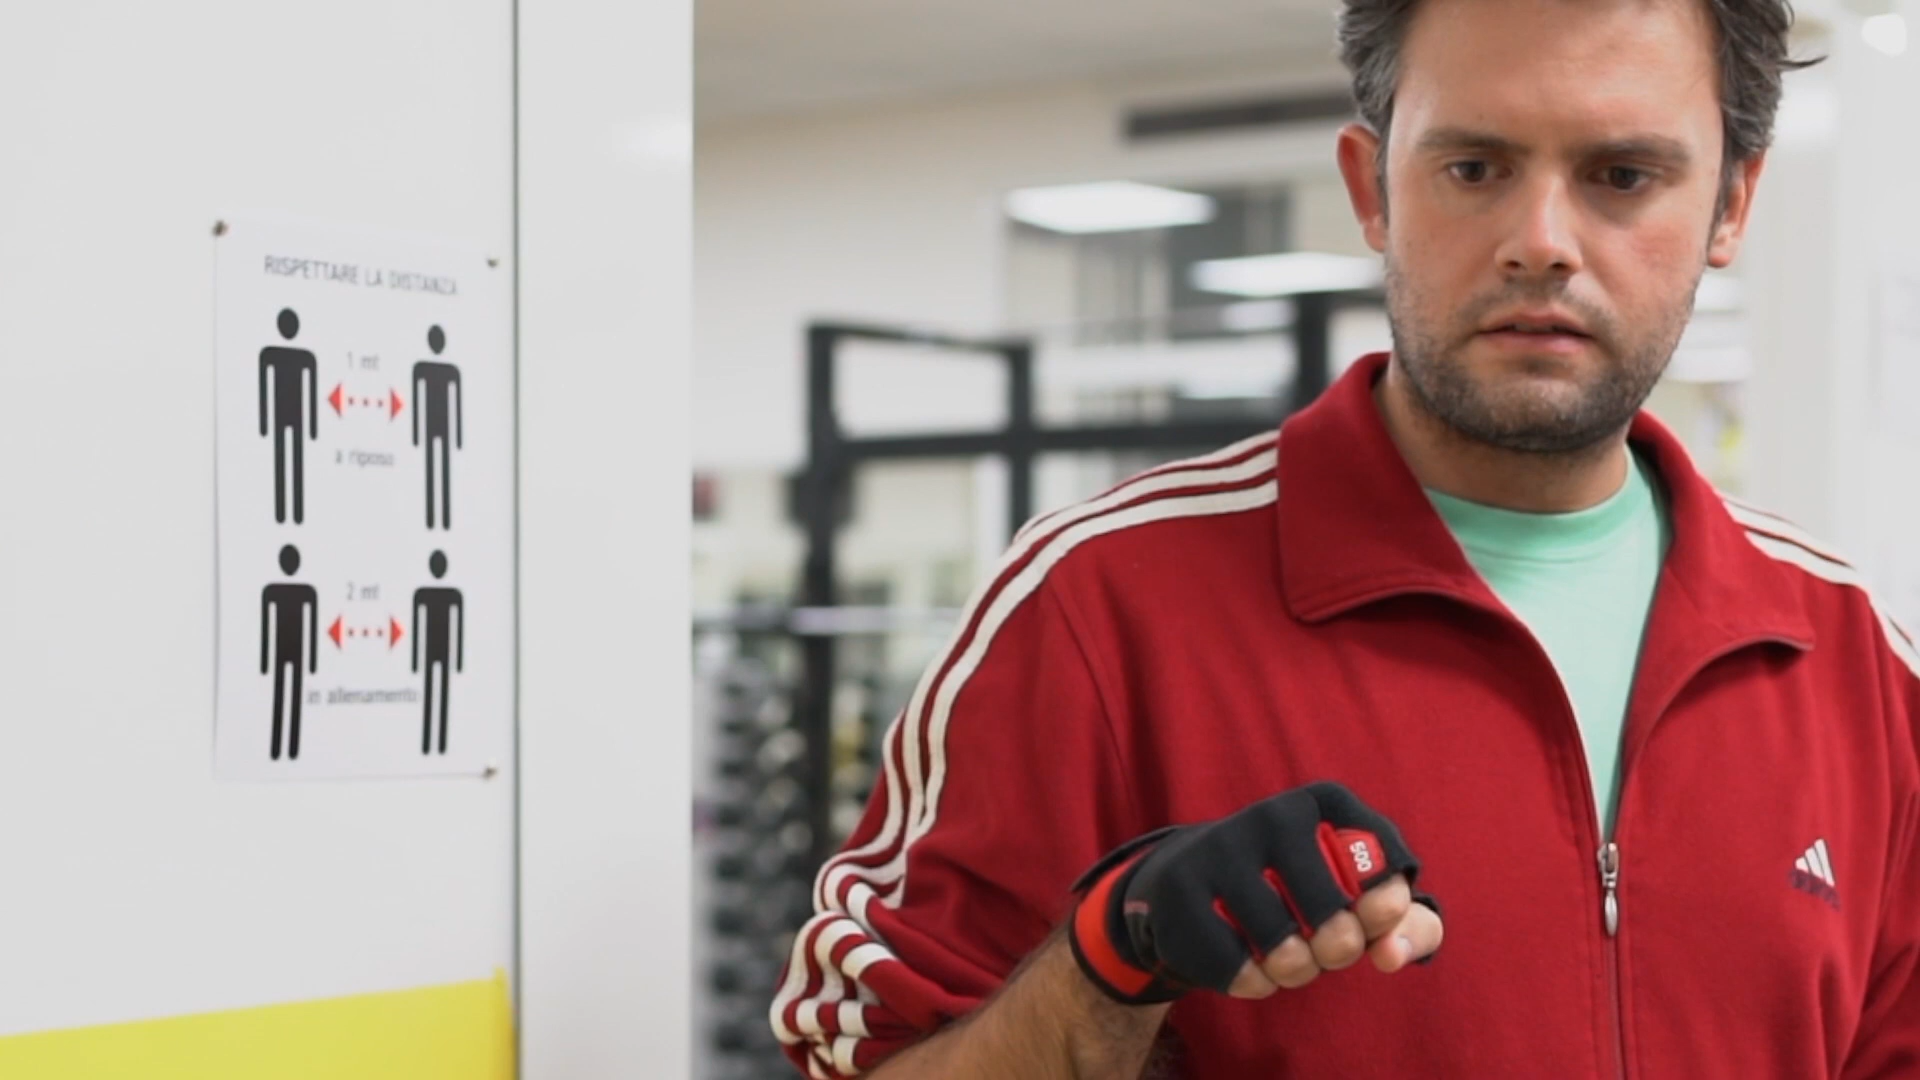 RISPETTARE LA DISTANZA
1 mt
a riposo
2 mt
in allenamento
500